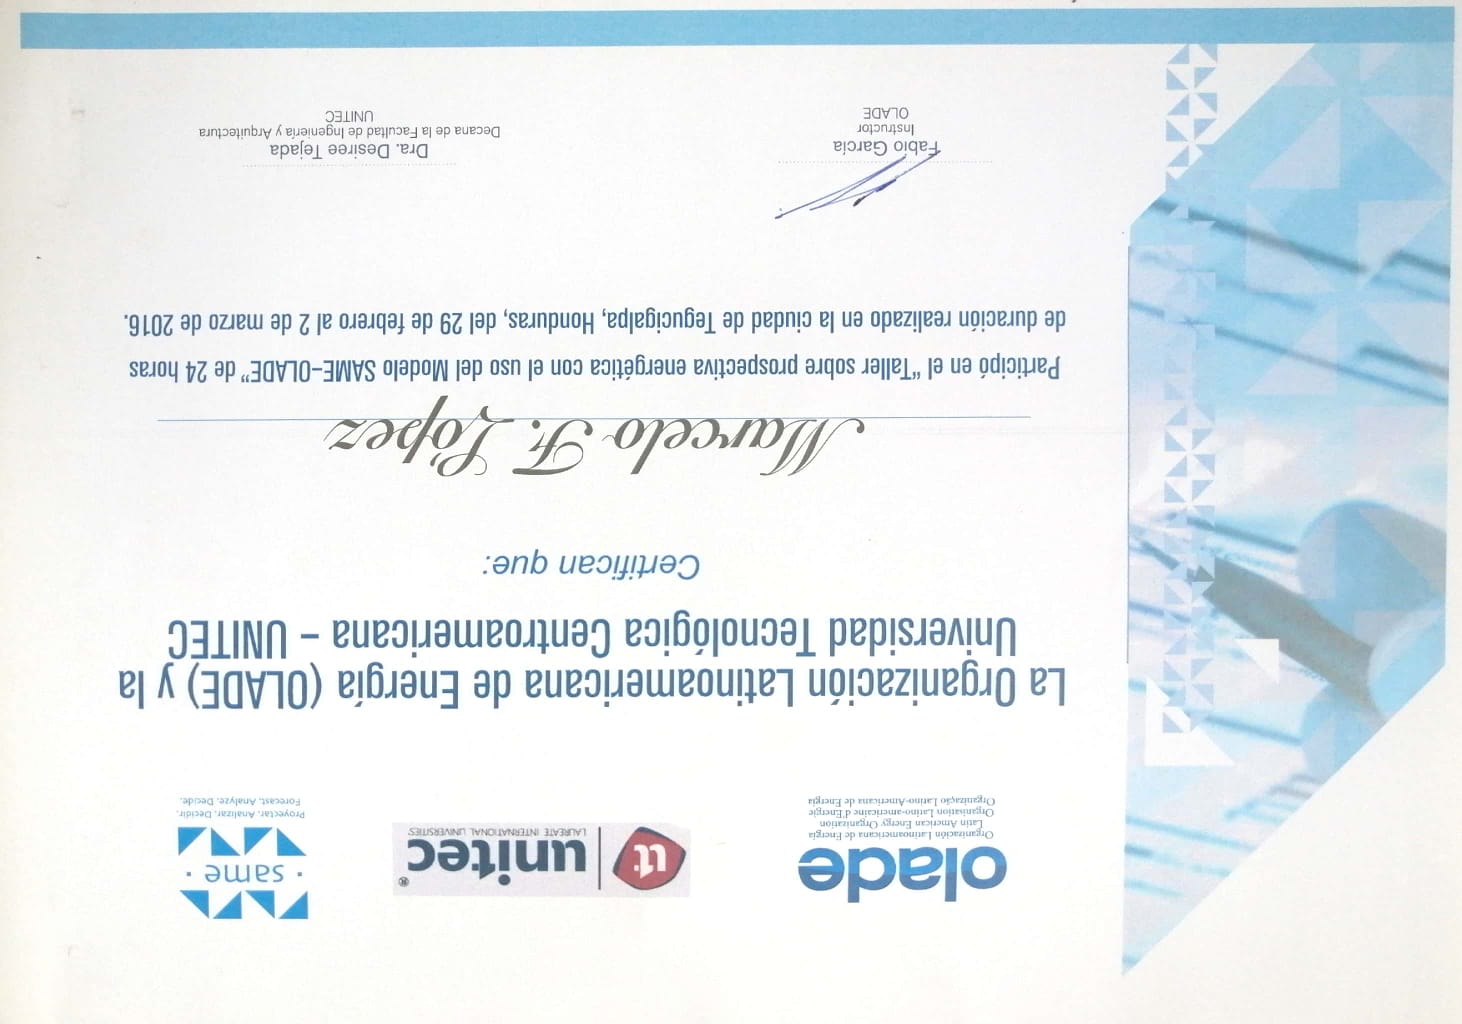 olade
Organización Latinoamericana de Energía
Latin American Energy Organization
Organisation Latino-americaine d'Energie
Organização Latino-Americana de Energia
ut unitec®
LAUREATE INTERNATIONAL UNIVERSITIES
· same ·
Proyectar. Analizar. Decidir.
Forecast. Analyze. Decide.
La Organización Latinoamericana de Energía (OLADE) y la
Universidad Tecnológica Centroamericana – UNITEC
Certifican que:
Marcelo F. López
Participó en el “Taller sobre prospectiva energética con el uso del Modelo SAME–OLADE” de 24 horas
de duración realizado en la ciudad de Tegucigalpa, Honduras, del 29 de febrero al 2 de marzo de 2016.
Fabio García
Instructor
OLADE
Dra. Desiree Tejada
Decana de la Facultad de Ingeniería y Arquitectura
UNITEC